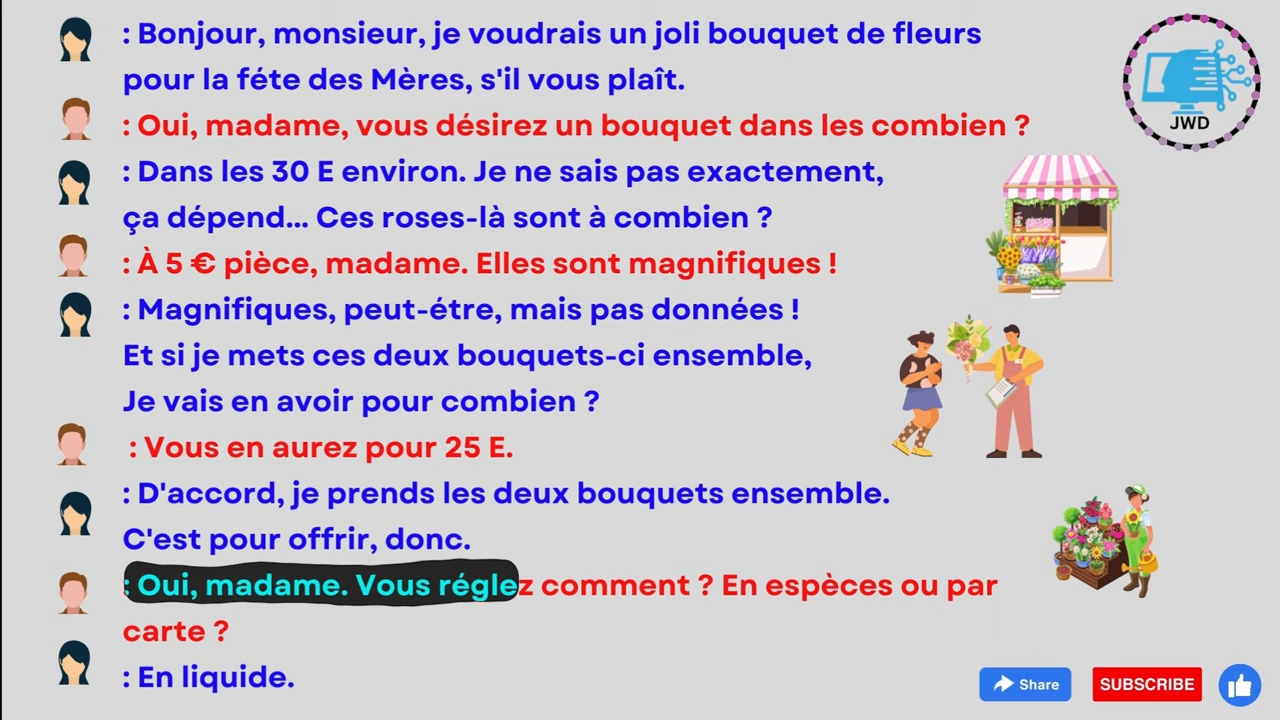 : Bonjour, monsieur, je voudrais un joli bouquet de fleurs
pour la féte des Mères, s'il vous plaît.
: Oui, madame, vous désirez un bouquet dans les combien ?
: Dans les 30 E environ. Je ne sais pas exactement,
ça dépend... Ces roses-là sont à combien ?
: À 5 € pièce, madame. Elles sont magnifiques !
: Magnifiques, peut-étre, mais pas données !
Et si je mets ces deux bouquets-ci ensemble,
Je vais en avoir pour combien ?
: Vous en aurez pour 25 E.
: D'accord, je prends les deux bouquets ensemble.
C'est pour offrir, donc.
: Oui, madame. Vous réglez comment ? En espèces ou par
carte ?
: En liquide.
JWD
Share
SUBSCRIBE